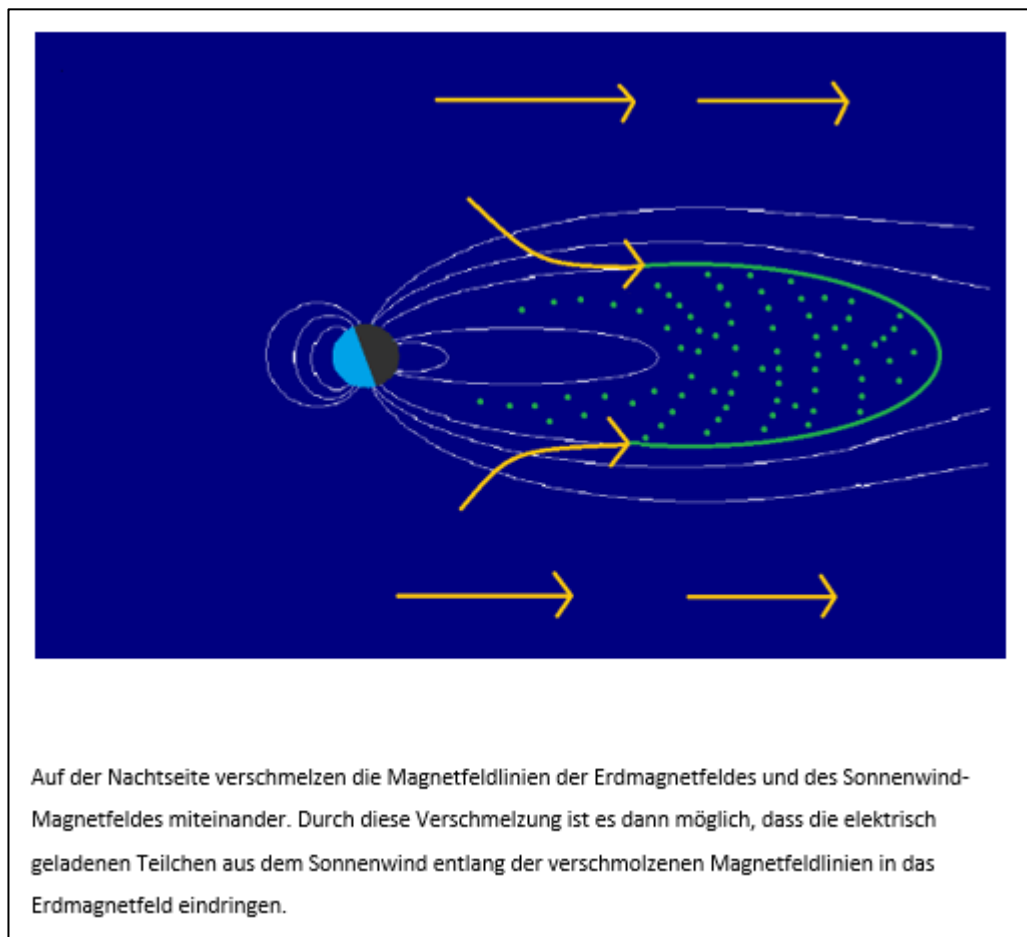 Auf der Nachtseite verschmelzen die Magnetfeldlinien der Erdmagnetfeldes und des Sonnenwind-
Magnetfeldes miteinander. Durch diese Verschmelzung ist es dann möglich, dass die elektrisch
geladenen Teilchen aus dem Sonnenwind entlang der verschmolzenen Magnetfeldlinien in das
Erdmagnetfeld eindringen.